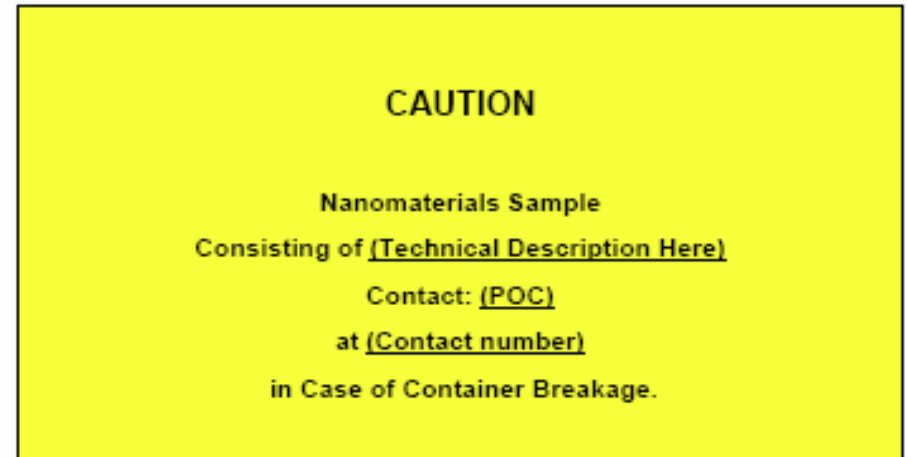 CAUTION
Nanomaterials Sample
Consisting of (Technical Description Here)
Contact: (POC)
at (Contact number)
in Case of Container Breakage.